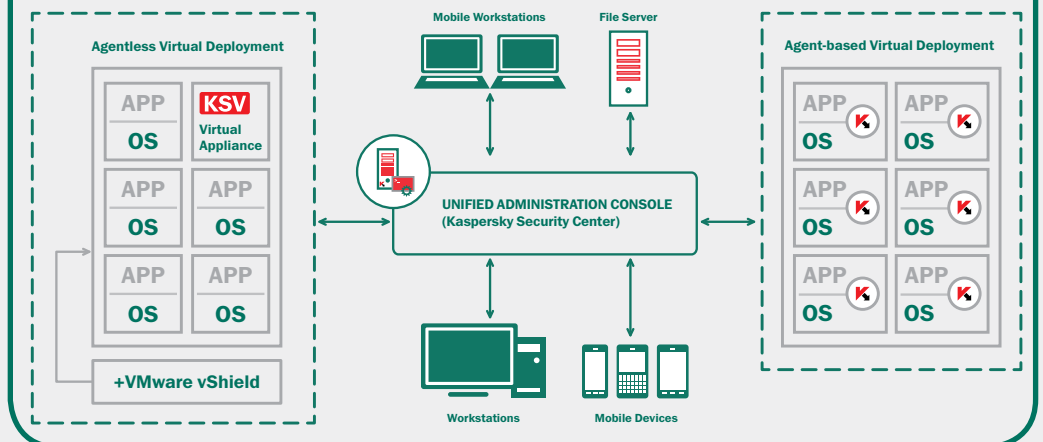 Mobile Workstations
File Server
Agentless Virtual Deployment
Agent-based Virtual Deployment
APP
OS
KSV
Virtual
Appliance
APP
OS
APP
OS
APP
OS
APP
OS
+VMware vShield
UNIFIED ADMINISTRATION CONSOLE
(Kaspersky Security Center)
APP
OS
APP
OS
APP
OS
APP
OS
APP
OS
APP
OS
Workstations
Mobile Devices